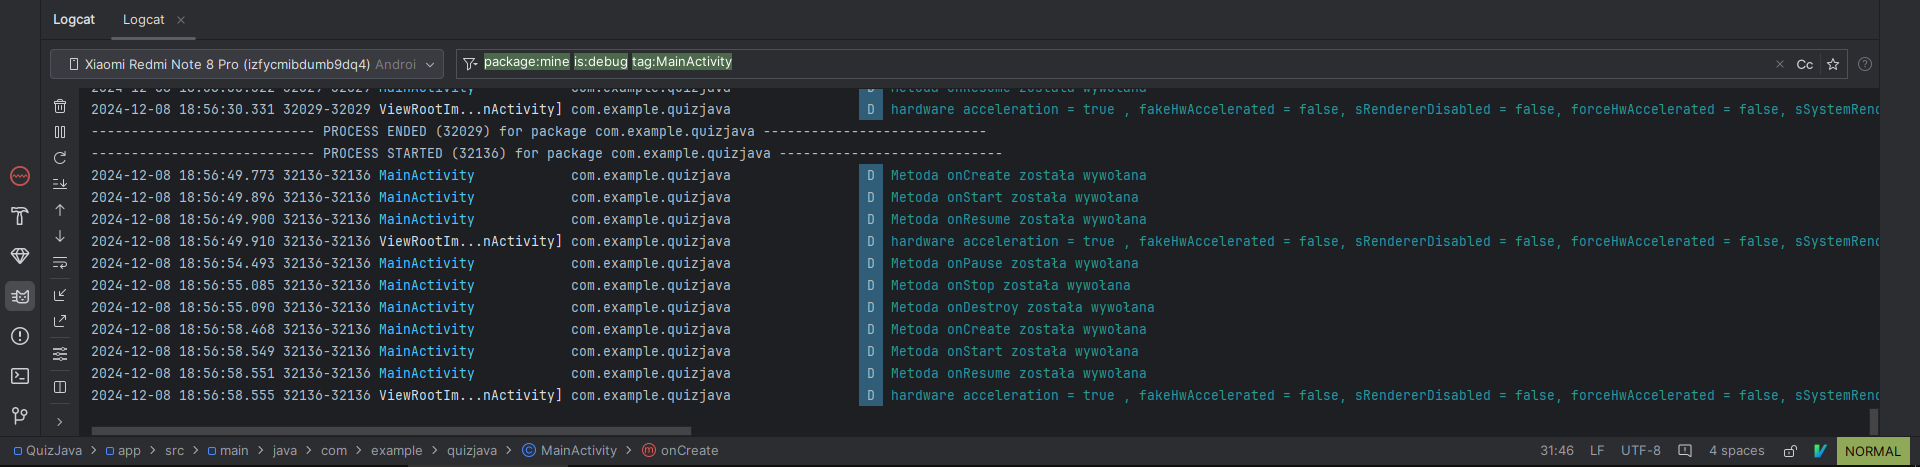 Logcat Logcat ×
Xiaomi Redmi Note 8 Pro (izfycmibdumb9dq4) Androi package:mine is:debug tag:MainActivity Cc
2024-12-08 18:56:30.331 32029-32029 ViewRootIm...nActivity] com.example.quizjava D hardware acceleration = true , fakeHwAccelerated = false, sRendererDisabled = false, forceHwAccelerated = false, sSystemRend
---------------------------- PROCESS ENDED (32029) for package com.example.quizjava ----------------------------
---------------------------- PROCESS STARTED (32136) for package com.example.quizjava ----------------------------
2024-12-08 18:56:49.773 32136-32136 MainActivity com.example.quizjava D Metoda onCreate została wywołana
2024-12-08 18:56:49.896 32136-32136 MainActivity com.example.quizjava D Metoda onStart została wywołana
2024-12-08 18:56:49.900 32136-32136 MainActivity com.example.quizjava D Metoda onResume została wywołana
2024-12-08 18:56:49.910 32136-32136 ViewRootIm...nActivity] com.example.quizjava D hardware acceleration = true , fakeHwAccelerated = false, sRendererDisabled = false, forceHwAccelerated = false, sSystemRend
2024-12-08 18:56:54.493 32136-32136 MainActivity com.example.quizjava D Metoda onPause została wywołana
2024-12-08 18:56:55.085 32136-32136 MainActivity com.example.quizjava D Metoda onStop została wywołana
2024-12-08 18:56:55.090 32136-32136 MainActivity com.example.quizjava D Metoda onDestroy została wywołana
2024-12-08 18:56:58.468 32136-32136 MainActivity com.example.quizjava D Metoda onCreate została wywołana
2024-12-08 18:56:58.549 32136-32136 MainActivity com.example.quizjava D Metoda onStart została wywołana
2024-12-08 18:56:58.551 32136-32136 MainActivity com.example.quizjava D Metoda onResume została wywołana
2024-12-08 18:56:58.555 32136-32136 ViewRootIm...nActivity] com.example.quizjava D hardware acceleration = true , fakeHwAccelerated = false, sRendererDisabled = false, forceHwAccelerated = false, sSystemRend
QuizJava > app > src > main > java > com > example > quizjava > MainActivity > onCreate 31:46 LF UTF-8 4 spaces NORMAL